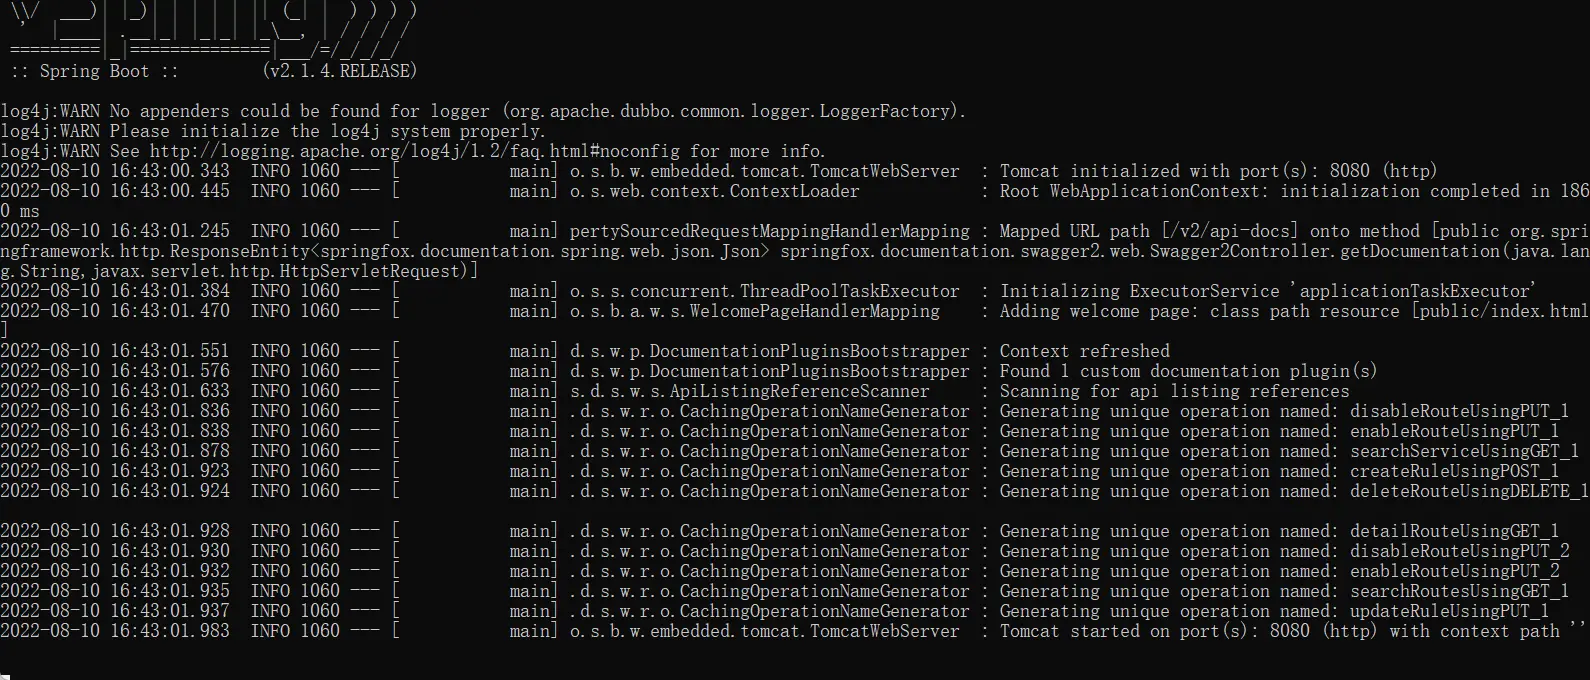 \\/  ___)| |_)| | | | | || (_| |  ) ) ) )
 '  |____| .__|_| |_|_| |_\__, | / / / /
=========|_|==============|___/=/_/_/_/
:: Spring Boot ::        (v2.1.4.RELEASE)
log4j:WARN No appenders could be found for logger (org.apache.dubbo.common.logger.LoggerFactory).
log4j:WARN Please initialize the log4j system properly.
log4j:WARN See http://logging.apache.org/log4j/1.2/faq.html#noconfig for more info.
2022-08-10 16:43:00.343  INFO 1060 --- [           main] o.s.b.w.embedded.tomcat.TomcatWebServer  : Tomcat initialized with port(s): 8080 (http)
2022-08-10 16:43:00.445  INFO 1060 --- [           main] o.s.web.context.ContextLoader            : Root WebApplicationContext: initialization completed in 186
0 ms
2022-08-10 16:43:01.245  INFO 1060 --- [           main] pertySourcedRequestMappingHandlerMapping : Mapped URL path [/v2/api-docs] onto method [public org.spri
ngframework.http.ResponseEntity<springfox.documentation.spring.web.json.Json> springfox.documentation.swagger2.web.Swagger2Controller.getDocumentation(java.lan
g.String,javax.servlet.http.HttpServletRequest)]
2022-08-10 16:43:01.384  INFO 1060 --- [           main] o.s.s.concurrent.ThreadPoolTaskExecutor  : Initializing ExecutorService 'applicationTaskExecutor'
2022-08-10 16:43:01.470  INFO 1060 --- [           main] o.s.b.a.w.s.WelcomePageHandlerMapping    : Adding welcome page: class path resource [public/index.html
]
2022-08-10 16:43:01.551  INFO 1060 --- [           main] d.s.w.p.DocumentationPluginsBootstrapper : Context refreshed
2022-08-10 16:43:01.576  INFO 1060 --- [           main] d.s.w.p.DocumentationPluginsBootstrapper : Found 1 custom documentation plugin(s)
2022-08-10 16:43:01.633  INFO 1060 --- [           main] s.d.s.w.s.ApiListingReferenceScanner     : Scanning for api listing references
2022-08-10 16:43:01.836  INFO 1060 --- [           main] .d.s.w.r.o.CachingOperationNameGenerator : Generating unique operation named: disableRouteUsingPUT_1
2022-08-10 16:43:01.838  INFO 1060 --- [           main] .d.s.w.r.o.CachingOperationNameGenerator : Generating unique operation named: enableRouteUsingPUT_1
2022-08-10 16:43:01.878  INFO 1060 --- [           main] .d.s.w.r.o.CachingOperationNameGenerator : Generating unique operation named: searchServiceUsingGET_1
2022-08-10 16:43:01.923  INFO 1060 --- [           main] .d.s.w.r.o.CachingOperationNameGenerator : Generating unique operation named: createRuleUsingPOST_1
2022-08-10 16:43:01.924  INFO 1060 --- [           main] .d.s.w.r.o.CachingOperationNameGenerator : Generating unique operation named: deleteRouteUsingDELETE_1
2022-08-10 16:43:01.928  INFO 1060 --- [           main] .d.s.w.r.o.CachingOperationNameGenerator : Generating unique operation named: detailRouteUsingGET_1
2022-08-10 16:43:01.930  INFO 1060 --- [           main] .d.s.w.r.o.CachingOperationNameGenerator : Generating unique operation named: disableRouteUsingPUT_2
2022-08-10 16:43:01.932  INFO 1060 --- [           main] .d.s.w.r.o.CachingOperationNameGenerator : Generating unique operation named: enableRouteUsingPUT_2
2022-08-10 16:43:01.935  INFO 1060 --- [           main] .d.s.w.r.o.CachingOperationNameGenerator : Generating unique operation named: searchRoutesUsingGET_1
2022-08-10 16:43:01.937  INFO 1060 --- [           main] .d.s.w.r.o.CachingOperationNameGenerator : Generating unique operation named: updateRuleUsingPUT_1
2022-08-10 16:43:01.983  INFO 1060 --- [           main] o.s.b.w.embedded.tomcat.TomcatWebServer  : Tomcat started on port(s): 8080 (http) with context path ''